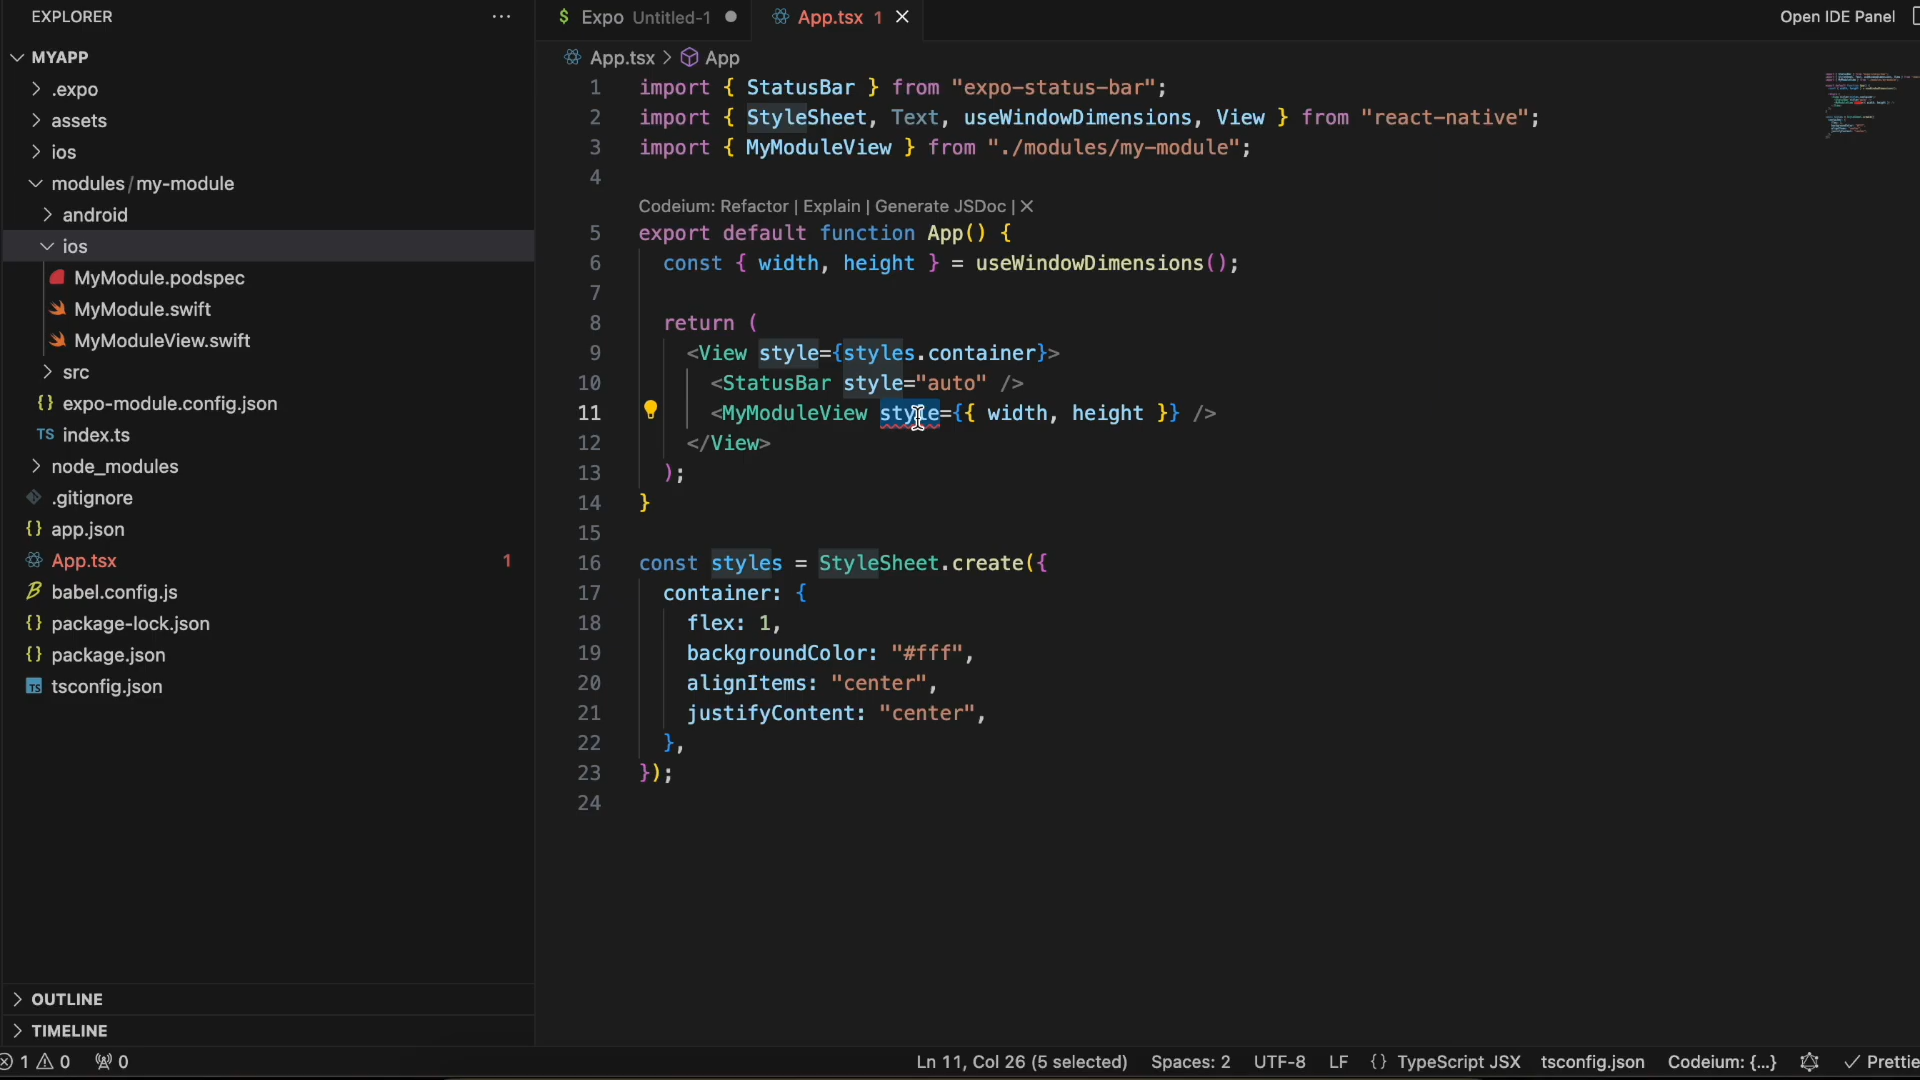 EXPLORER
MYAPP
.expo
assets
ios
modules / my-module
android
ios
MyModule.podspec
MyModule.swift
MyModuleView.swift
src
{} expo-module.config.json
TS index.ts
node_modules
.gitignore
{} app.json
App.tsx 1
babel.config.js
{} package-lock.json
{} package.json
TS tsconfig.json
OUTLINE
TIMELINE
$ Expo Untitled-1
App.tsx 1
Open IDE Panel
App.tsx > App
1 import { StatusBar } from "expo-status-bar";
2 import { StyleSheet, Text, useWindowDimensions, View } from "react-native";
3 import { MyModuleView } from "./modules/my-module";
4
Codeium: Refactor | Explain | Generate JSDoc | X
5 export default function App() {
6 const { width, height } = useWindowDimensions();
7
8 return (
9 <View style={styles.container}>
10 <StatusBar style="auto" />
11 <MyModuleView style={{ width, height }} />
12 </View>
13 );
14 }
15
16 const styles = StyleSheet.create({
17 container: {
18 flex: 1,
19 backgroundColor: "#fff",
20 alignItems: "center",
21 justifyContent: "center",
22 },
23 });
24
1 0 0
Ln 11, Col 26 (5 selected) Spaces: 2 UTF-8 LF {} TypeScript JSX tsconfig.json Codeium: {...} Prettie